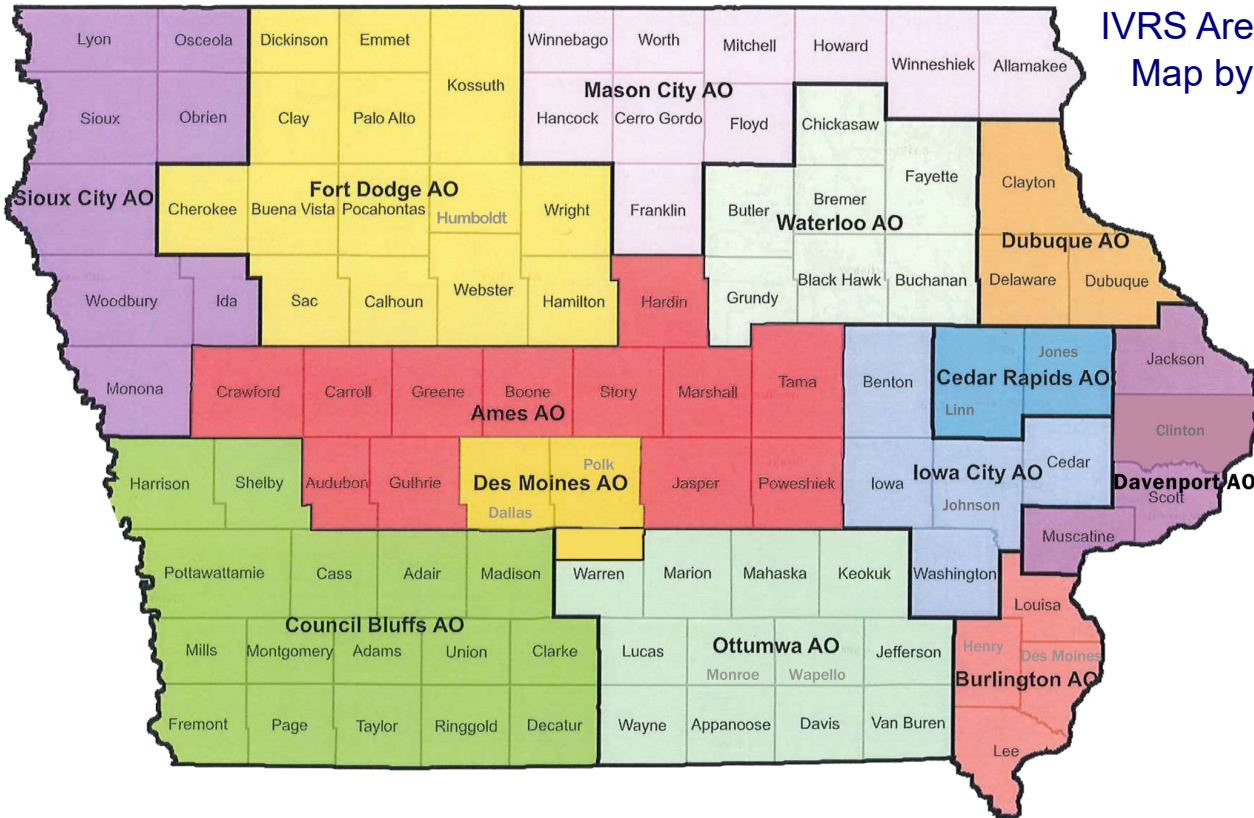 IVRS Are
Map by
Lyon Osceola Dickinson Emmet Winnebago Worth Mitchell Howard Winneshiek Allamakee
Kossuth
Mason City AO
Sioux Obrien Clay Palo Alto Hancock Cerro Gordo Floyd Chickasaw
Fayette Clayton
Sioux City AO Fort Dodge AO
Cherokee Buena Vista Pocahontas Humboldt Wright Franklin Butler Bremer
Waterloo AO Dubuque AO
Woodbury Ida Sac Calhoun Webster Hamilton Hardin Grundy Black Hawk Buchanan Delaware Dubuque
Jones Jackson
Monona Crawford Carroll Greene Boone Story Marshall Tama Benton Cedar Rapids AO
Ames AO Linn
Clinton
Harrison Shelby Audubon Guthrie Polk Jasper Poweshiek Iowa Iowa City AO Cedar
Des Moines AO Davenport AO
Dallas Johnson Scott
Muscatine
Pottawattamie Cass Adair Madison Warren Marion Mahaska Keokuk Washington
Louisa
Council Bluffs AO
Mills Montgomery Adams Union Clarke Lucas Ottumwa AO Jefferson Henry Des Moines
Monroe Wapello Burlington AO
Fremont Page Taylor Ringgold Decatur Wayne Appanoose Davis Van Buren
Lee